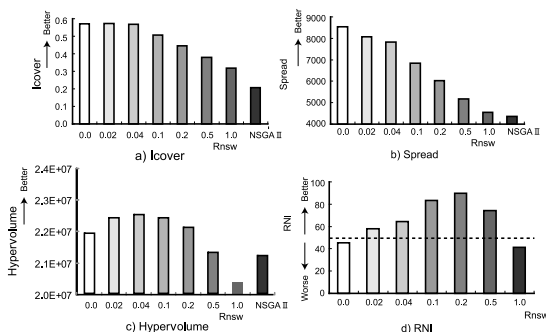 Better
0.6
0.5
0.4
0.3
0.2
0.1
0.0
Icover
0.0 0.02 0.04 0.1 0.2 0.5 1.0 NSGA II
Rnsw
a) Icover
Better
9000
8000
7000
6000
5000
4000
Spread
0.0 0.02 0.04 0.1 0.2 0.5 1.0 NSGA II
Rnsw
b) Spread
Better
2.4E+07
2.3E+07
2.2E+07
2.1E+07
2.0E+07
Hypervolume
0.0 0.02 0.04 0.1 0.2 0.5 1.0 NSGA II
Rnsw
c) Hypervolume
Better
100
80
60
40
20
0
RNI
Worse
0.0 0.02 0.04 0.1 0.2 0.5 1.0
Rnsw
d) RNI